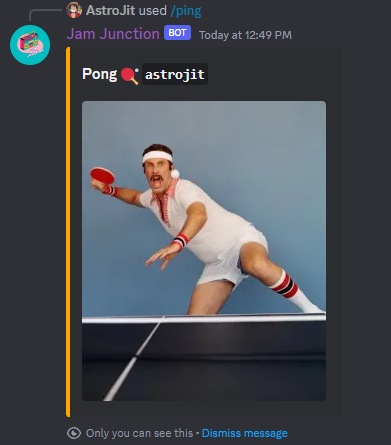 AstroJit used /ping
Jam Junction BOT Today at 12:49 PM
Pong 🏓 astrojit
Only you can see this • Dismiss message